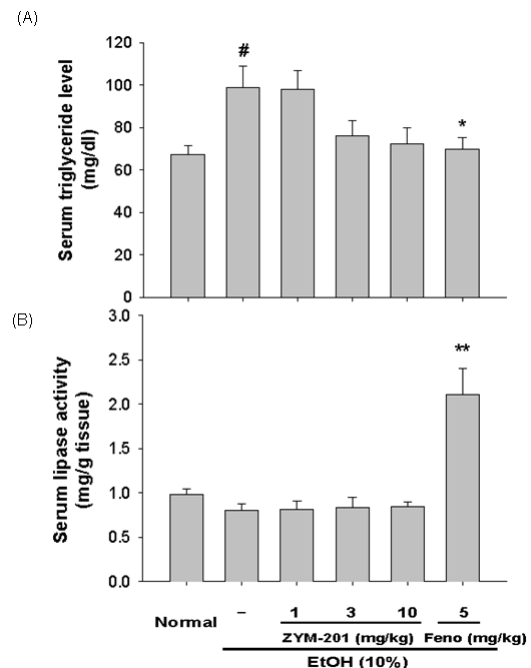 (A)
#
*
Serum triglyceride level
(mg/dl)
120
100
80
60
40
20
0
(B)
**
Serum lipase activity
(mg/g tissue)
3.0
2.5
2.0
1.5
1.0
0.5
0.0
Normal – 1 3 10 5
ZYM-201 (mg/kg) Feno (mg/kg)
EtOH (10%)